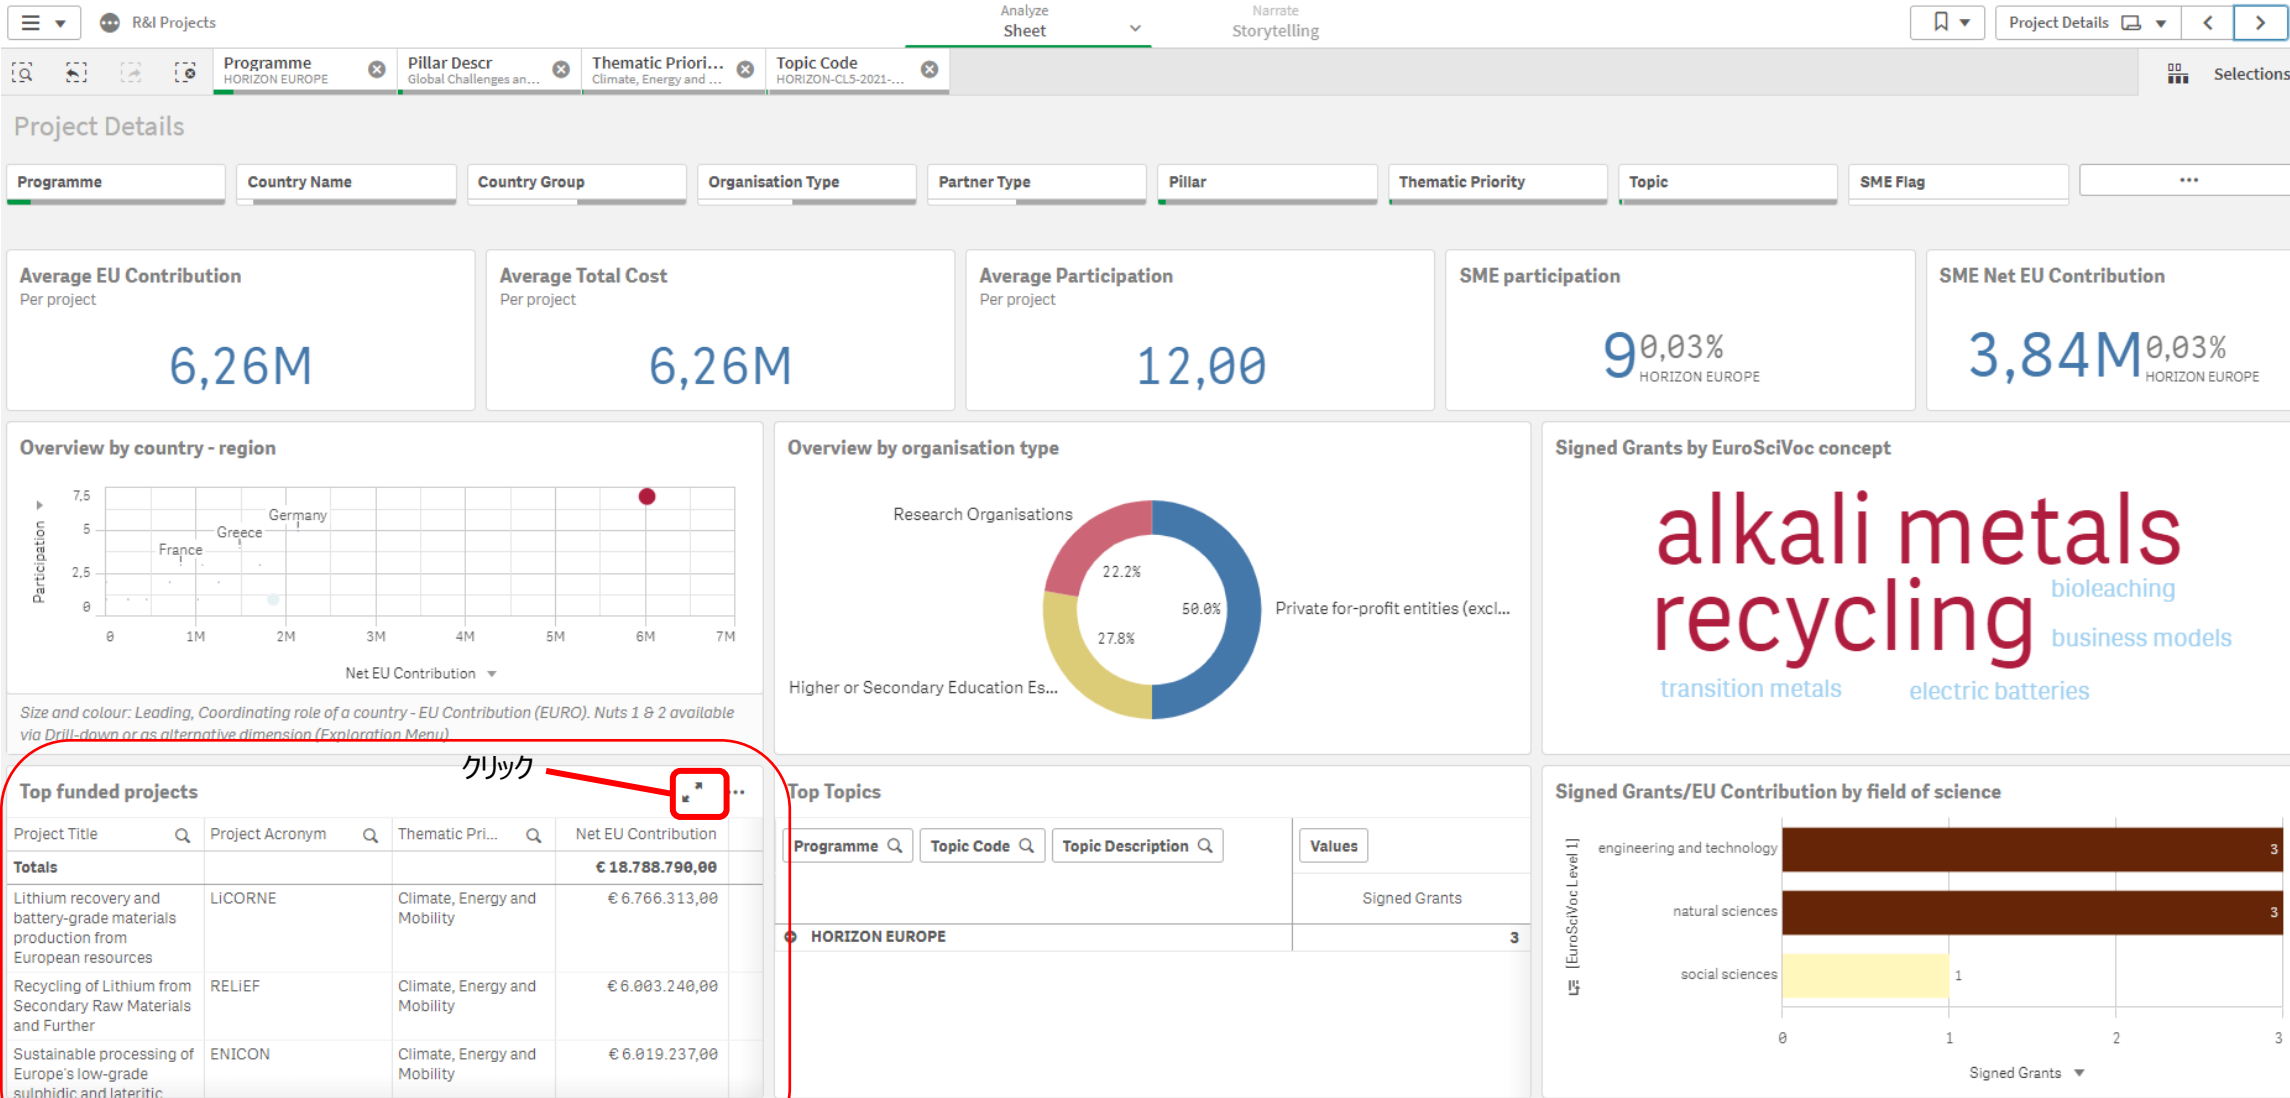 R&I Projects
Analyze
Sheet
Narrate
Storytelling
Project Details
Programme
HORIZON EUROPE
Pillar Descr
Global Challenges an...
Thematic Priori...
Climate, Energy and ...
Topic Code
HORIZON-CL5-2021-...
Selections
Project Details
Programme
Country Name
Country Group
Organisation Type
Partner Type
Pillar
Thematic Priority
Topic
SME Flag
...
Average EU Contribution
Per project
6,26M
Average Total Cost
Per project
6,26M
Average Participation
Per project
12,00
SME participation
9 0,03%
HORIZON EUROPE
SME Net EU Contribution
3,84M 0,03%
HORIZON EUROPE
Overview by country - region
7,5
5
2,5
0
Participation
Germany
Greece
France
0
1M
2M
3M
4M
5M
6M
7M
Net EU Contribution
Size and colour: Leading, Coordinating role of a country - EU Contribution (EURO). Nuts 1 & 2 available
via Drill-down or as alternative dimension (Exploration Menu)
Overview by organisation type
Research Organisations
22.2%
50.0%
Private for-profit entities (excl...
27.8%
Higher or Secondary Education Es...
Signed Grants by EuroSciVoc concept
alkali metals
recycling
bioleaching
business models
transition metals
electric batteries
クリック
Top funded projects
...
Project Title
Project Acronym
Thematic Pri...
Net EU Contribution
Totals
€ 18.788.790,00
Lithium recovery and
battery-grade materials
production from
European resources
LiCORNE
Climate, Energy and
Mobility
€ 6.766.313,00
Recycling of Lithium from
Secondary Raw Materials
and Further
RELiEF
Climate, Energy and
Mobility
€ 6.003.240,00
Sustainable processing of
Europe's low-grade
sulphidic and lateritic
ENICON
Climate, Energy and
Mobility
€ 6.019.237,00
Top Topics
Programme
Topic Code
Topic Description
Values
Signed Grants
HORIZON EUROPE
3
Signed Grants/EU Contribution by field of science
[EuroSciVoc Level 1]
engineering and technology
3
natural sciences
3
social sciences
1
0
1
2
3
Signed Grants